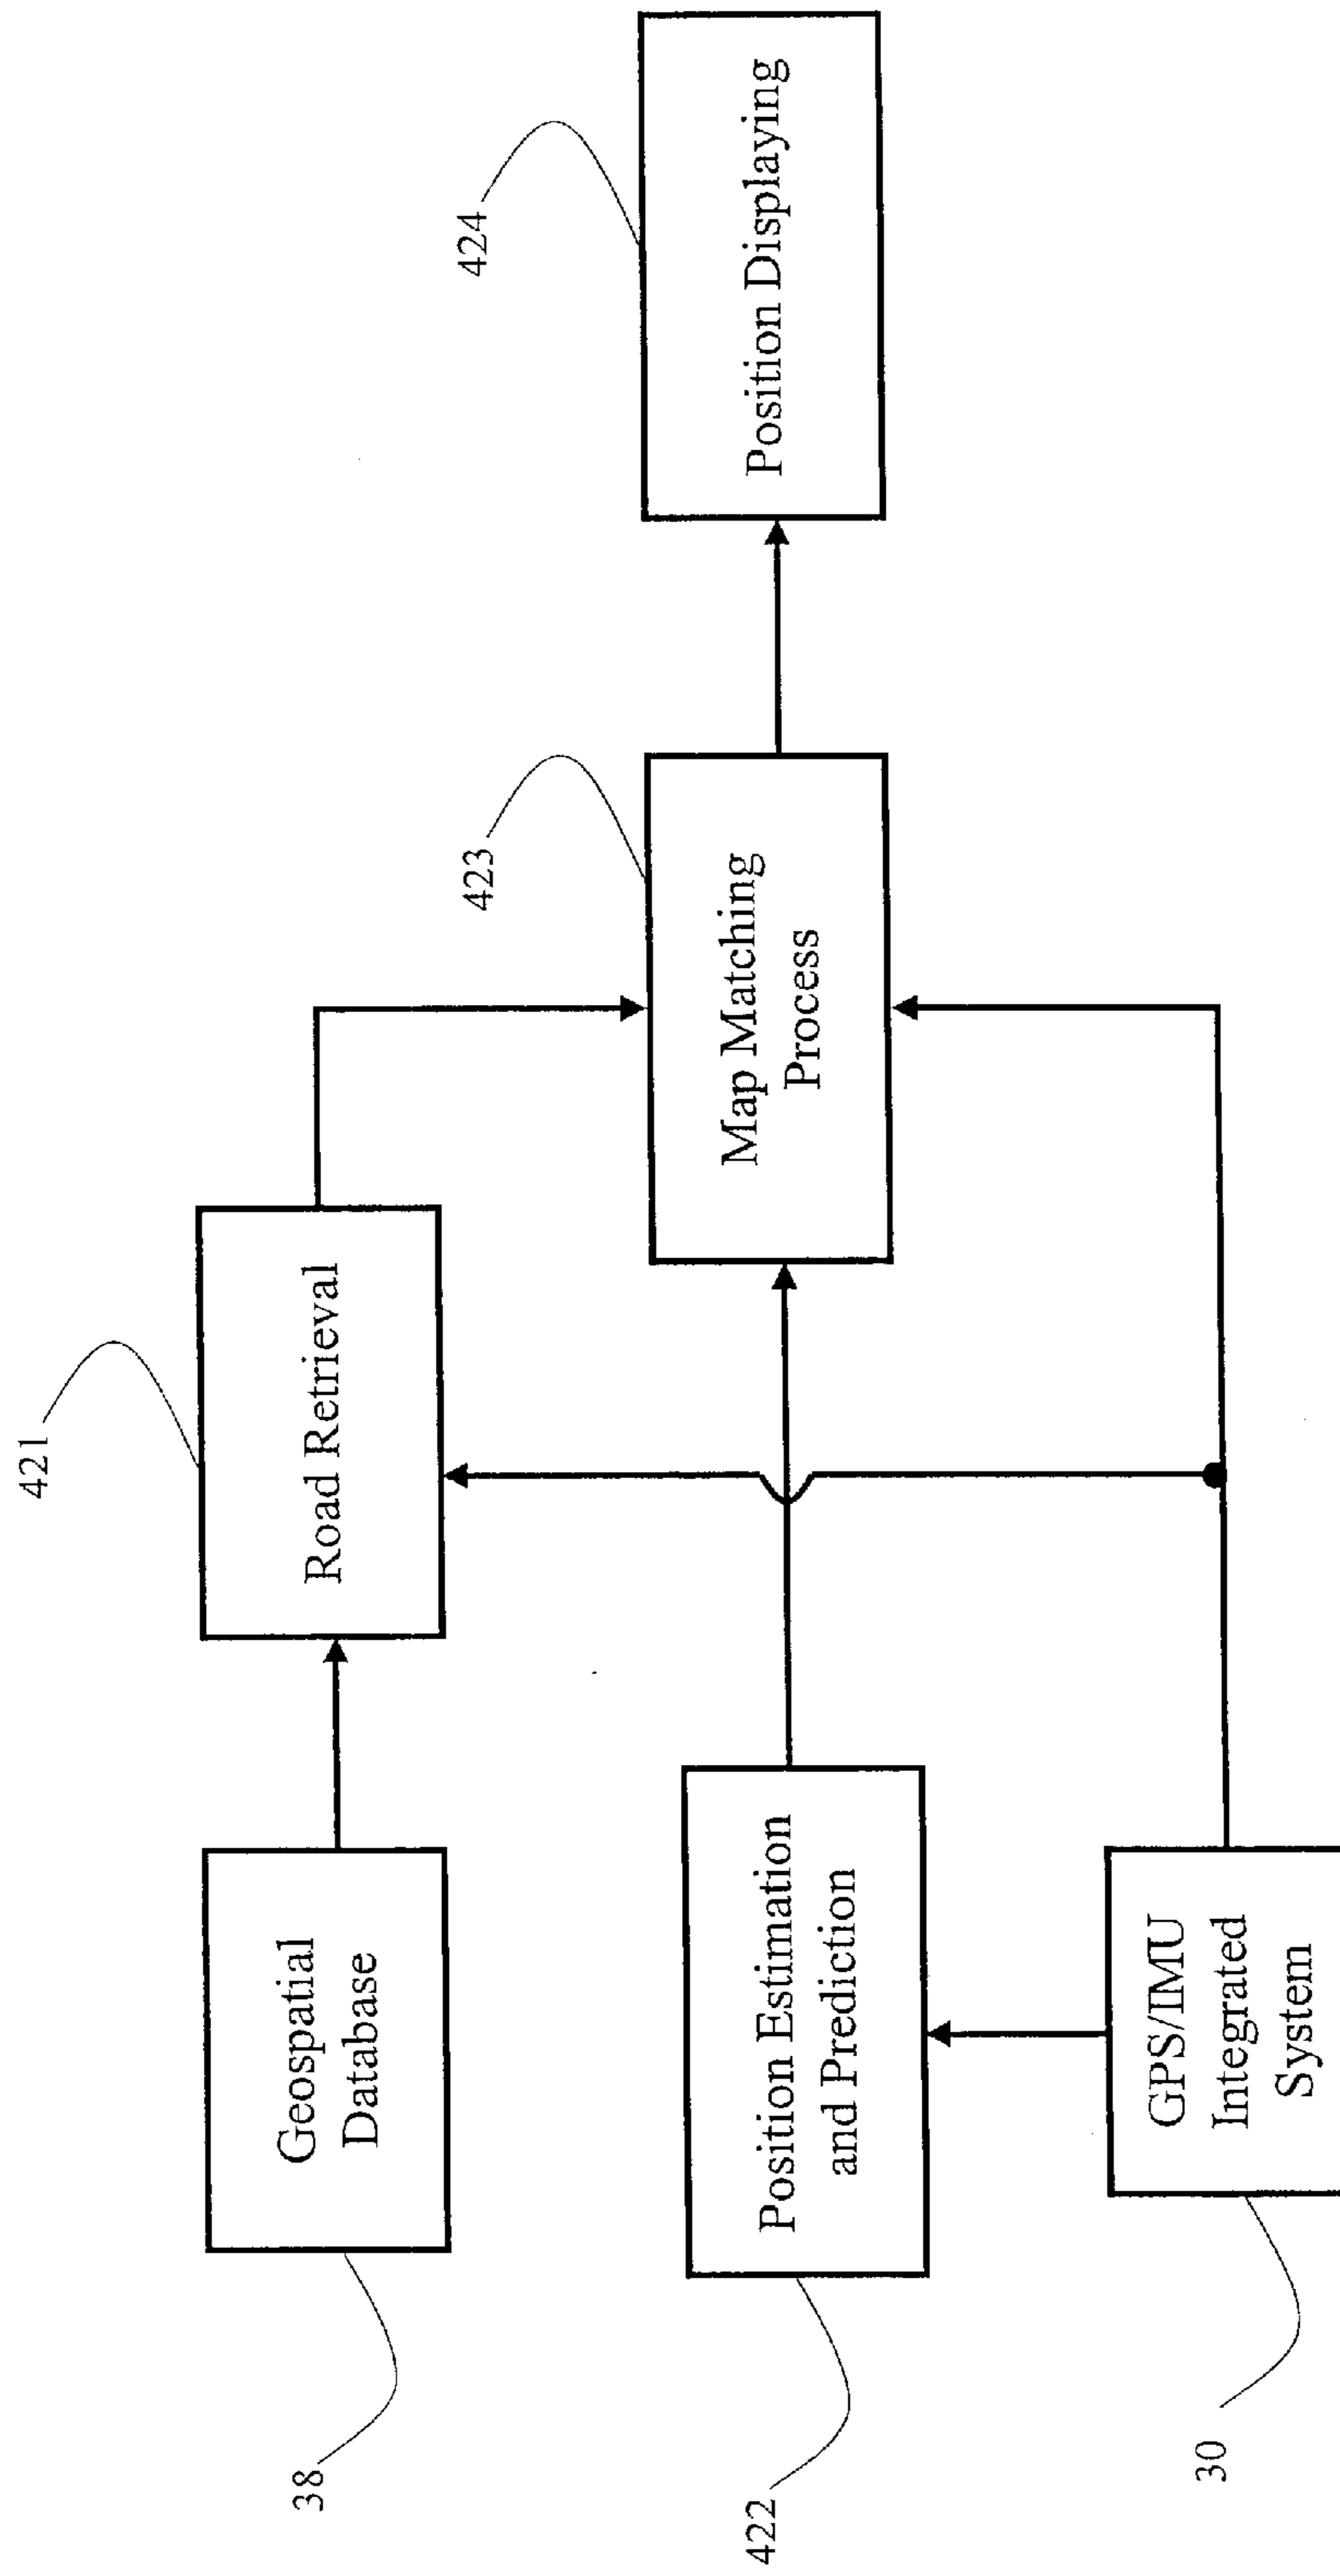 421
Road Retrieval
38
Geospatial
Database
424
Position Displaying
423
Map Matching
Process
422
Position Estimation
and Prediction
30
GPS/IMU
Integrated
System